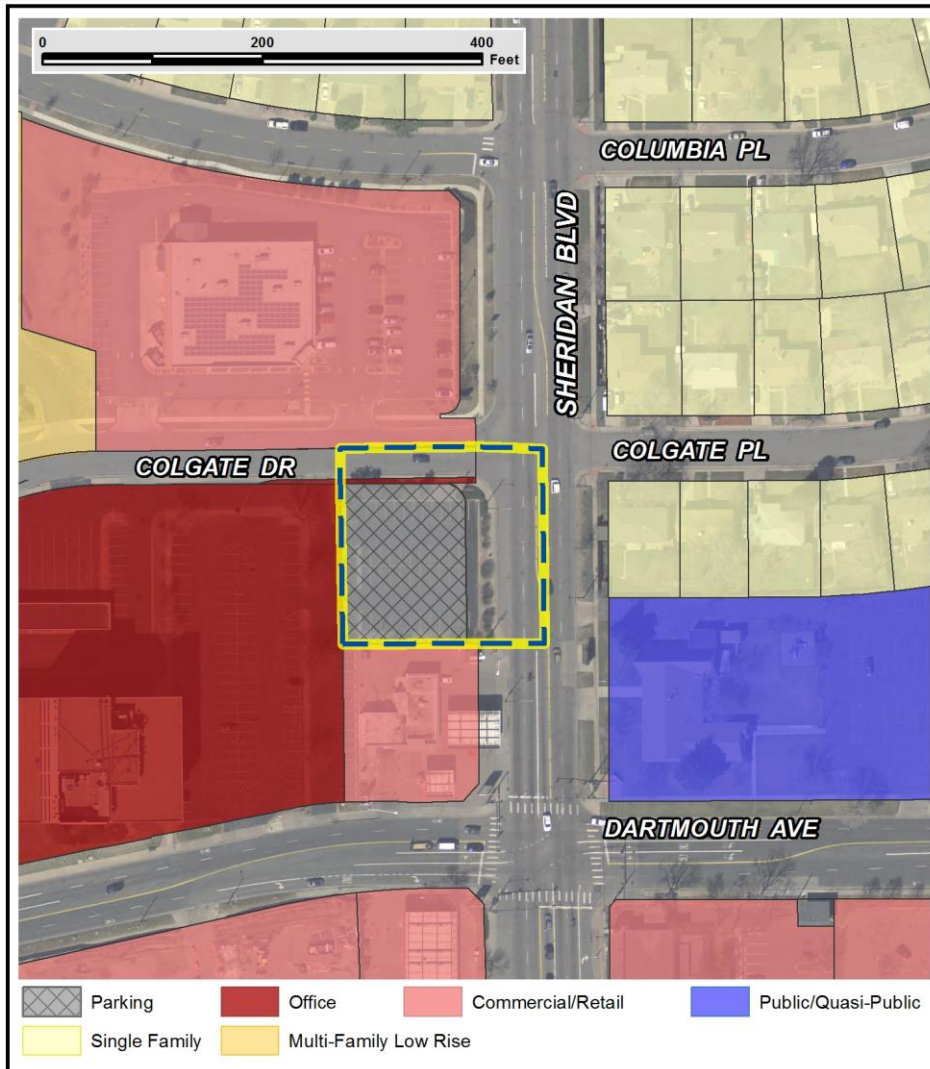 0 200 400
Feet
COLUMBIA PL
SHERIDAN BLVD
COLGATE PL
COLGATE DR
DARTMOUTH AVE
Parking Office Commercial/Retail Public/Quasi-Public
Single Family Multi-Family Low Rise